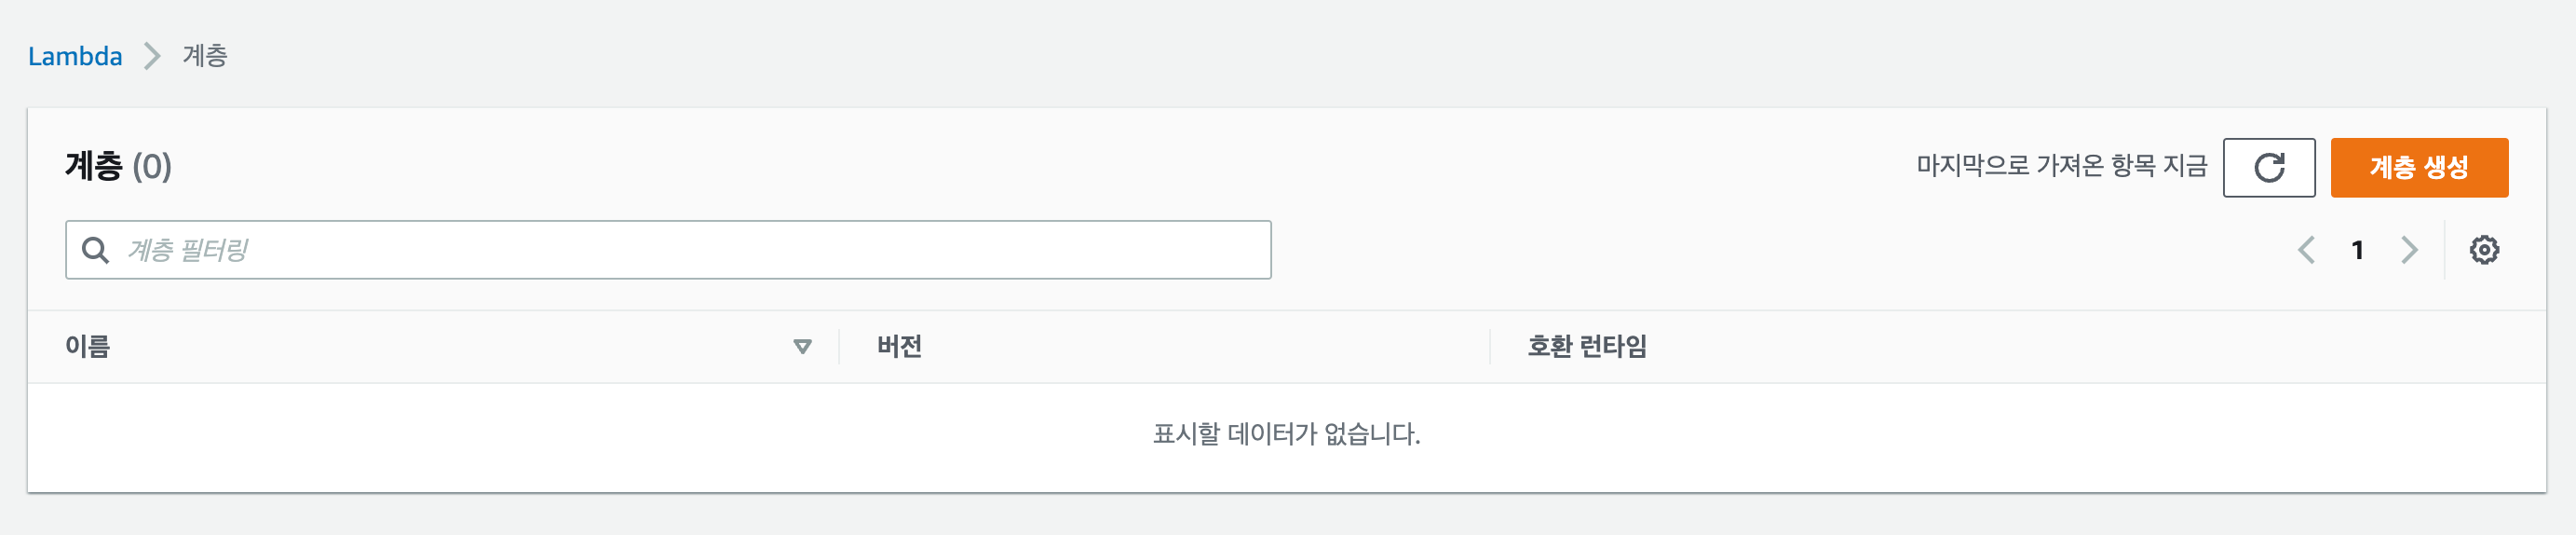 Lambda 계층
계층 (0)
마지막으로 가져온 항목 지금 계층 생성
계층 필터링 1
이름 버전 호환 런타임
표시할 데이터가 없습니다.